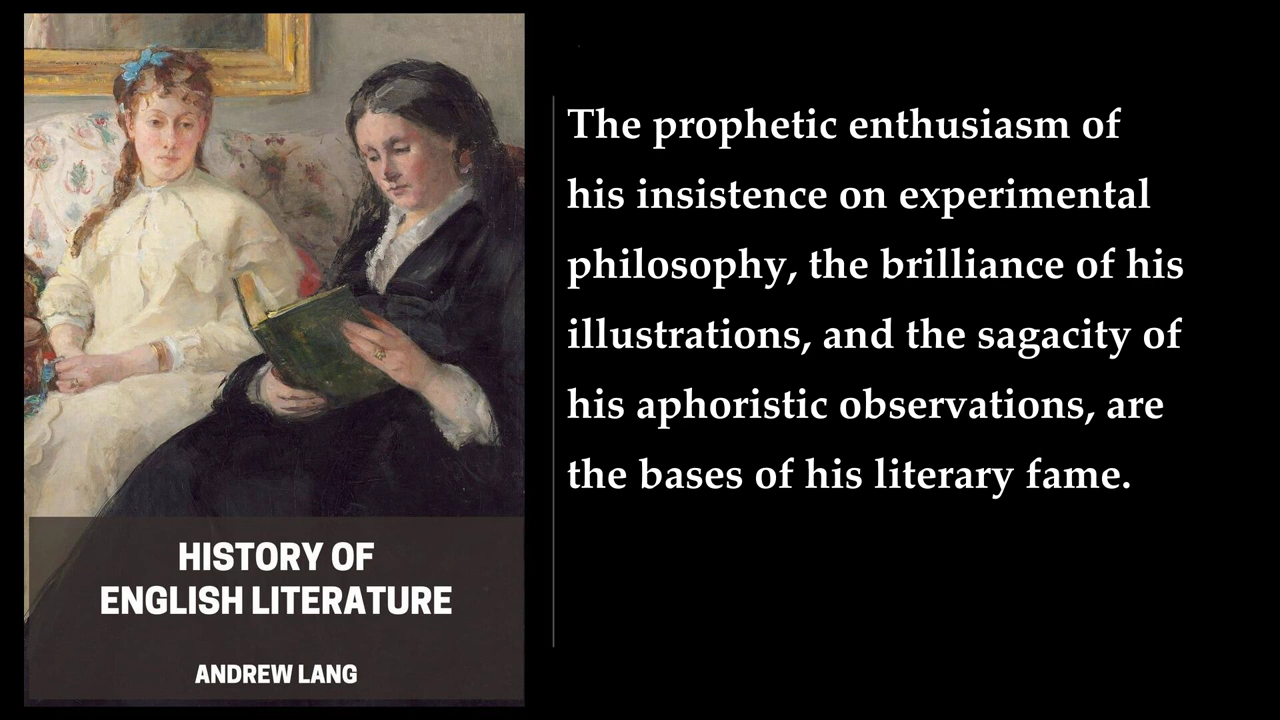 HISTORY OF
ENGLISH LITERATURE
ANDREW LANG
The prophetic enthusiasm of
his insistence on experimental
philosophy, the brilliance of his
illustrations, and the sagacity of
his aphoristic observations, are
the bases of his literary fame.